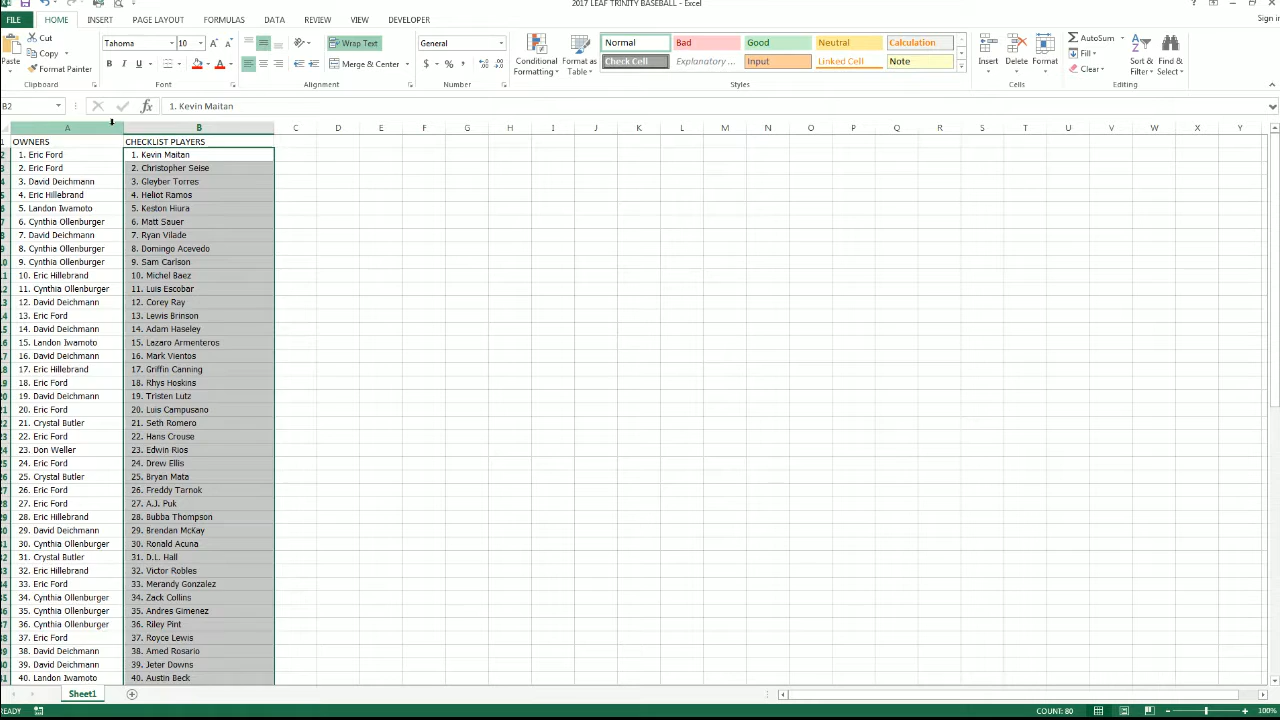 2017 LEAF TRINITY BASEBALL - Excel
FILE HOME INSERT PAGE LAYOUT FORMULAS DATA REVIEW VIEW DEVELOPER
Sign in
Paste
Cut
Copy
Format Painter
Clipboard
Tahoma 10
B I U
Font
Wrap Text
Merge & Center
Alignment
General
$ % ,
Number
Conditional Formatting
Format as Table
Normal Bad Good Neutral Calculation
Check Cell Explanatory ... Input Linked Cell Note
Styles
Insert Delete Format
Cells
AutoSum
Fill
Clear
Sort & Filter
Find & Select
Editing
B2 fx 1. Kevin Maitan
A B C D E F G H I J K L M N O P Q R S T U V W X Y
OWNERS CHECKLIST PLAYERS
1. Eric Ford 1. Kevin Maitan
2. Eric Ford 2. Christopher Seise
3. David Deichmann 3. Gleyber Torres
4. Eric Hillebrand 4. Heliot Ramos
5. Landon Iwamoto 5. Keston Hiura
6. Cynthia Ollenburger 6. Matt Sauer
7. David Deichmann 7. Ryan Vilade
8. Cynthia Ollenburger 8. Domingo Acevedo
9. Cynthia Ollenburger 9. Sam Carlson
10. Eric Hillebrand 10. Michel Baez
11. Cynthia Ollenburger 11. Luis Escobar
12. David Deichmann 12. Corey Ray
13. Eric Ford 13. Lewis Brinson
14. David Deichmann 14. Adam Haseley
15. Landon Iwamoto 15. Lazaro Armenteros
16. David Deichmann 16. Mark Vientos
17. Eric Hillebrand 17. Griffin Canning
18. Eric Ford 18. Rhys Hoskins
19. David Deichmann 19. Tristen Lutz
20. Eric Ford 20. Luis Campusano
21. Crystal Butler 21. Seth Romero
22. Eric Ford 22. Hans Crouse
23. Don Weller 23. Edwin Rios
24. Eric Ford 24. Drew Ellis
25. Crystal Butler 25. Bryan Mata
26. Eric Ford 26. Freddy Tarnok
27. Eric Ford 27. A.J. Puk
28. Eric Hillebrand 28. Bubba Thompson
29. David Deichmann 29. Brendan McKay
30. Cynthia Ollenburger 30. Ronald Acuna
31. Crystal Butler 31. D.L. Hall
32. Eric Hillebrand 32. Victor Robles
33. Eric Ford 33. Merandy Gonzalez
34. Cynthia Ollenburger 34. Zack Collins
35. Cynthia Ollenburger 35. Andres Gimenez
36. Cynthia Ollenburger 36. Riley Pint
37. Eric Ford 37. Royce Lewis
38. David Deichmann 38. Amed Rosario
39. David Deichmann 39. Jeter Downs
40. Landon Iwamoto 40. Austin Beck
Sheet1
READY COUNT: 80 100%